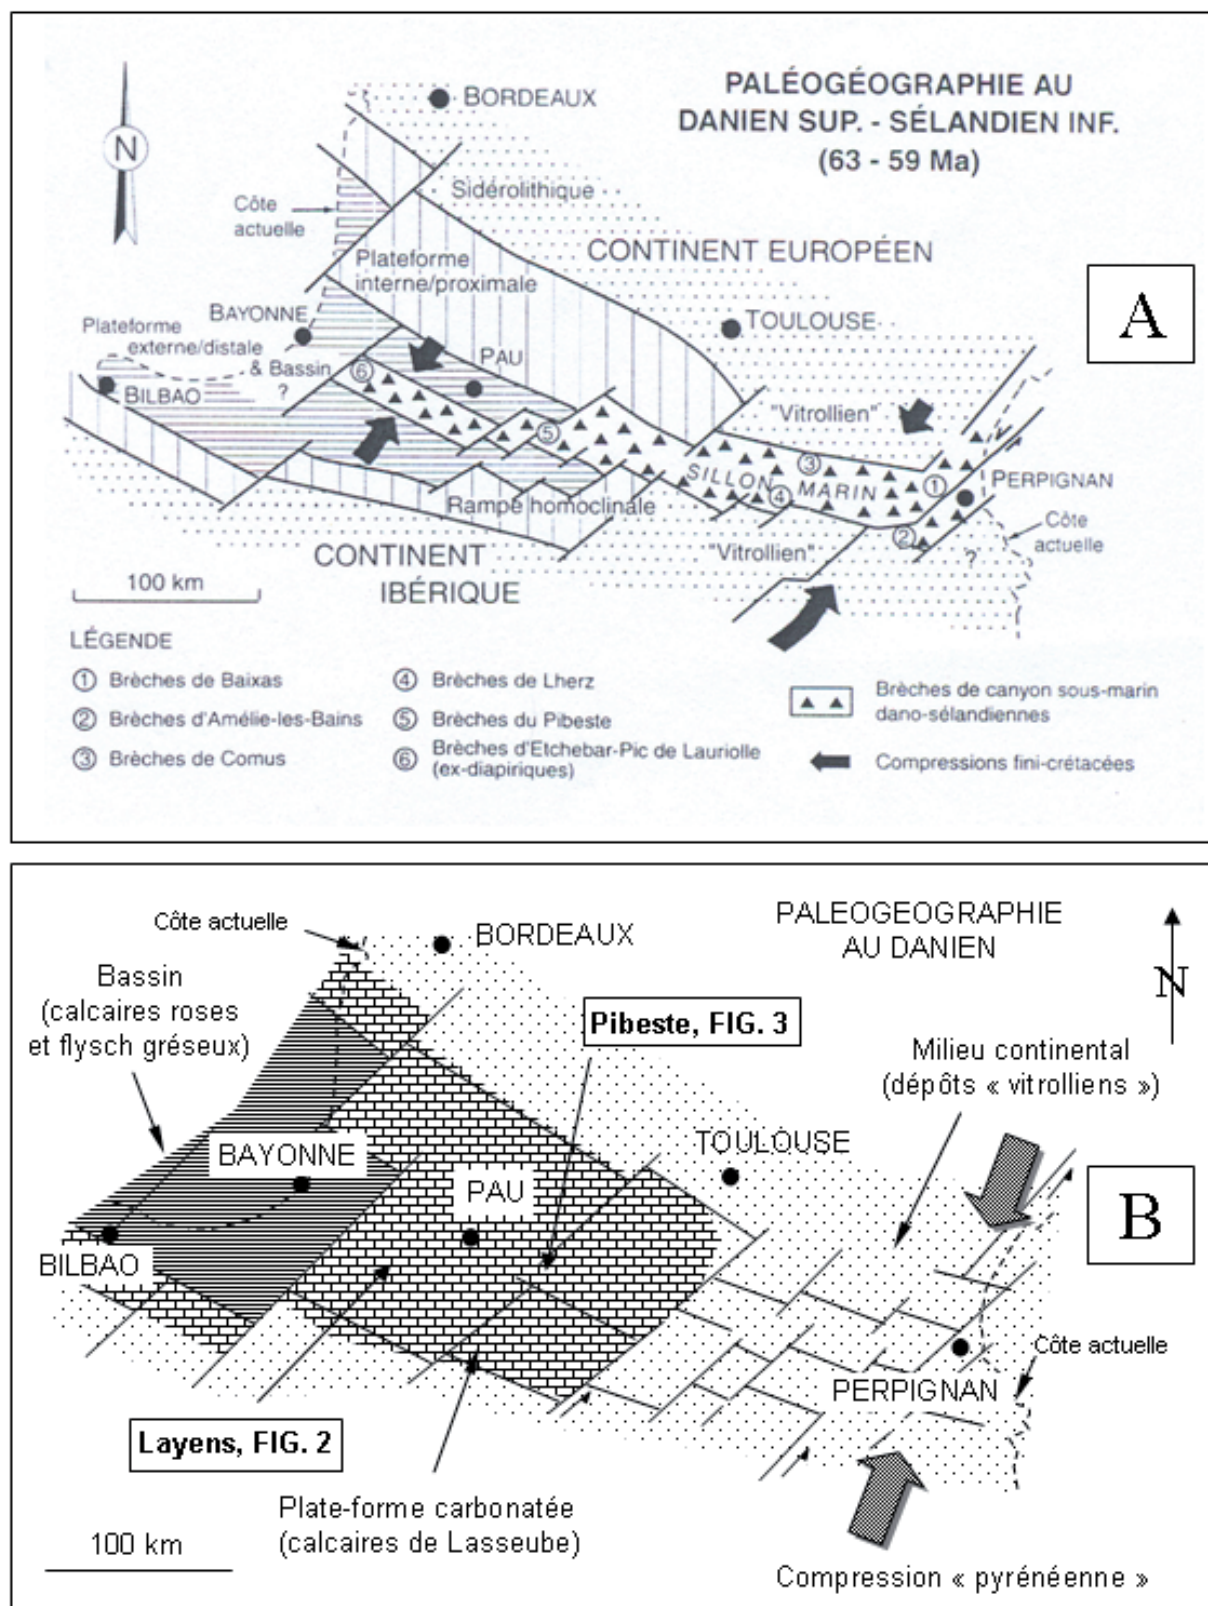 PALÉOGÉOGRAPHIE AU
DANIEN SUP. - SÉLANDIEN INF.
(63 - 59 Ma)
N
BORDEAUX
Sidérolithique
Côte
actuelle
CONTINENT EUROPÉEN
Plateforme
interne/proximale
A
BAYONNE
TOULOUSE
Plateforme
externe/distale
& Bassin
?
PAU
BILBAO
"Vitrollien"
6
5
3
SILLON MARIN
4
1
PERPIGNAN
Rampe homoclinale
2
Côte
actuelle
"Vitrollien"
?
CONTINENT
IBÉRIQUE
100 km
LÉGENDE
1 Brèches de Baixas
2 Brèches d'Amélie-les-Bains
3 Brèches de Comus
4 Brèches de Lherz
5 Brèches du Pibeste
6 Brèches d'Etchebar-Pic de Lauriolle
(ex-diapiriques)
Brèches de canyon sous-marin
dano-sélandiennes
Compressions fini-crétacées
Côte actuelle
BORDEAUX
PALEOGEOGRAPHIE
AU DANIEN
N
Bassin
(calcaires roses
et flysch gréseux)
Pibeste, FIG. 3
Milieu continental
(dépôts « vitrolliens »)
TOULOUSE
BAYONNE
PAU
B
BILBAO
Côte actuelle
PERPIGNAN
Layens, FIG. 2
Plate-forme carbonatée
(calcaires de Lasseube)
100 km
Compression « pyrénéenne »